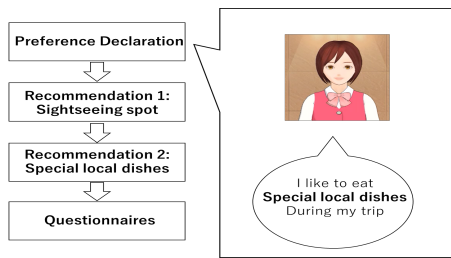 Preference Declaration
Recommendation 1:
Sightseeing spot
Recommendation 2:
Special local dishes
Questionnaires
I like to eat
Special local dishes
During my trip